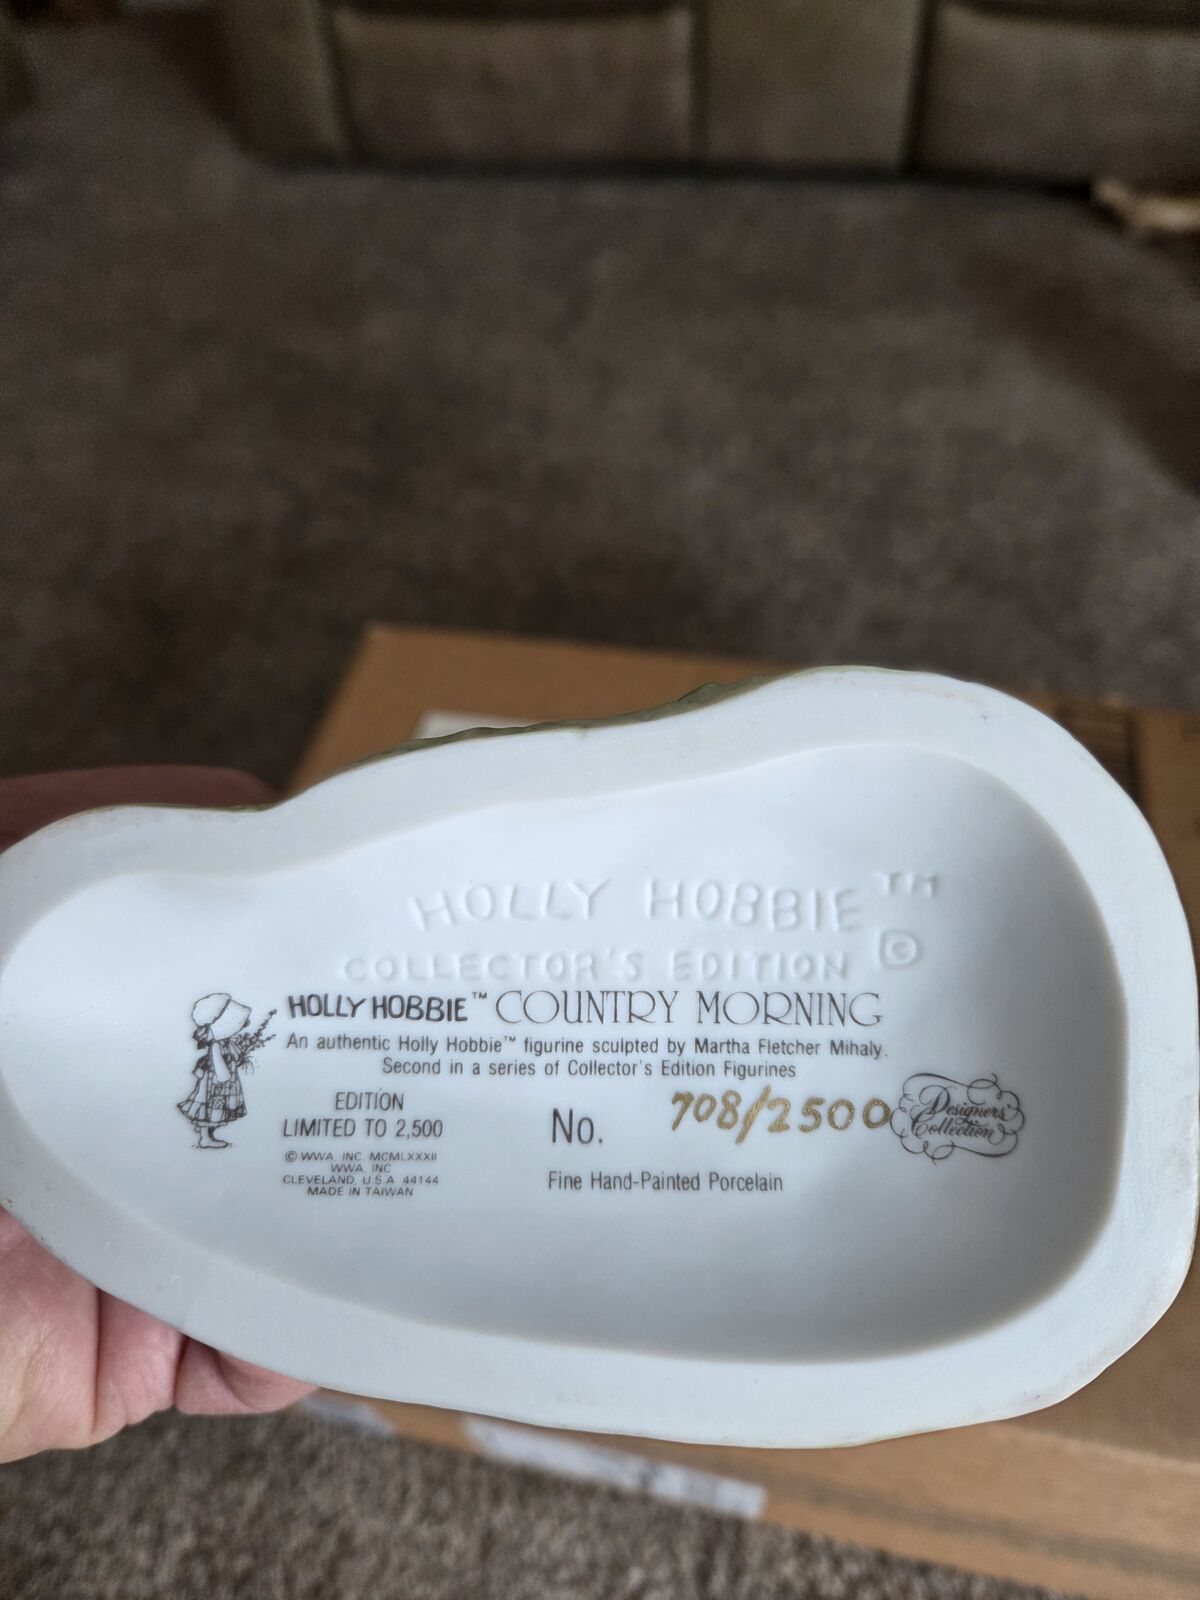 HOLLY HOBBIE™
COLLECTOR'S EDITION ©
HOLLY HOBBIE™ COUNTRY MORNING
An authentic Holly Hobbie™ figurine sculpted by Martha Fletcher Mihaly.
Second in a series of Collector's Edition Figurines
EDITION
LIMITED TO 2,500
No. 708/2500
Designers' Collection
© WWA. INC. MCMLXXXII
WWA. INC
CLEVELAND, U.S.A. 44144
MADE IN TAIWAN
Fine Hand-Painted Porcelain